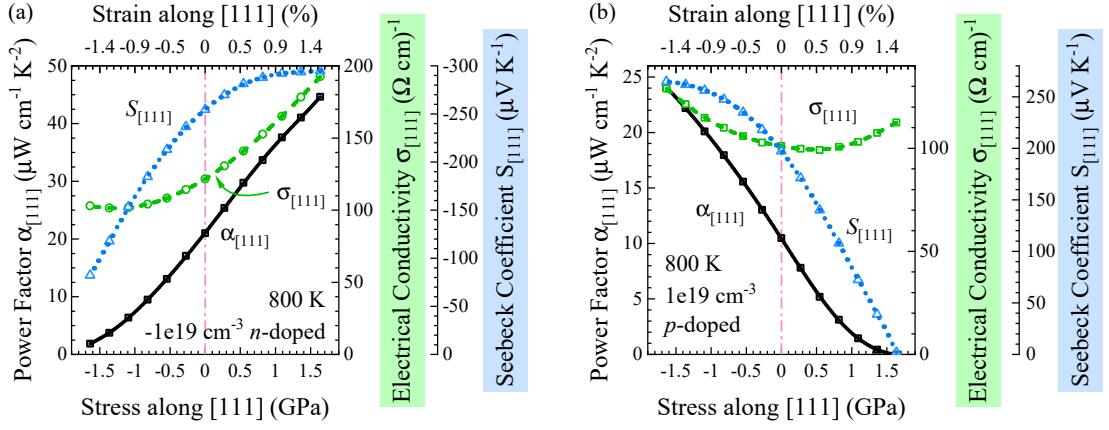 (a)
Strain along [111] (%)
-1.4 -0.9 -0.5 0 0.5 0.9 1.4
Power Factor α[111] (μW cm-1 K-2)
50
45
40
35
30
25
20
15
10
5
0
S[111]
σ[111]
α[111]
800 K
-1e19 cm-3 n-doped
200
150
100
50
0
Electrical Conductivity σ[111] (Ω cm)-1
-300
-250
-200
-150
-100
-50
0
Seebeck Coefficient S[111] (μV K-1)
-1.5 -1 -0.5 0 0.5 1 1.5
Stress along [111] (GPa)
(b)
Strain along [111] (%)
-1.4 -0.9 -0.5 0 0.5 0.9 1.4
Power Factor α[111] (μW cm-1 K-2)
25
20
15
10
5
0
σ[111]
α[111]
S[111]
800 K
1e19 cm-3
p-doped
100
50
0
Electrical Conductivity σ[111] (Ω cm)-1
250
200
150
100
50
0
Seebeck Coefficient S[111] (μV K-1)
-1.5 -1 -0.5 0 0.5 1 1.5
Stress along [111] (GPa)